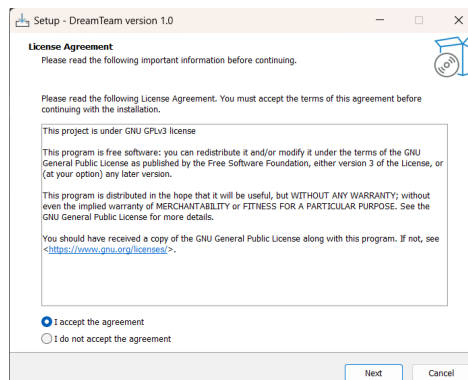 Setup - DreamTeam version 1.0
License Agreement
Please read the following important information before continuing.
Please read the following License Agreement. You must accept the terms of this agreement before
continuing with the installation.
This project is under GNU GPLv3 license
This program is free software: you can redistribute it and/or modify it under the terms of the GNU
General Public License as published by the Free Software Foundation, either version 3 of the License, or
(at your option) any later version.
This program is distributed in the hope that it will be useful, but WITHOUT ANY WARRANTY; without
even the implied warranty of MERCHANTABILITY or FITNESS FOR A PARTICULAR PURPOSE. See the
GNU General Public License for more details.
You should have received a copy of the GNU General Public License along with this program. If not, see
<https://www.gnu.org/licenses/>.
I accept the agreement
I do not accept the agreement
Next Cancel